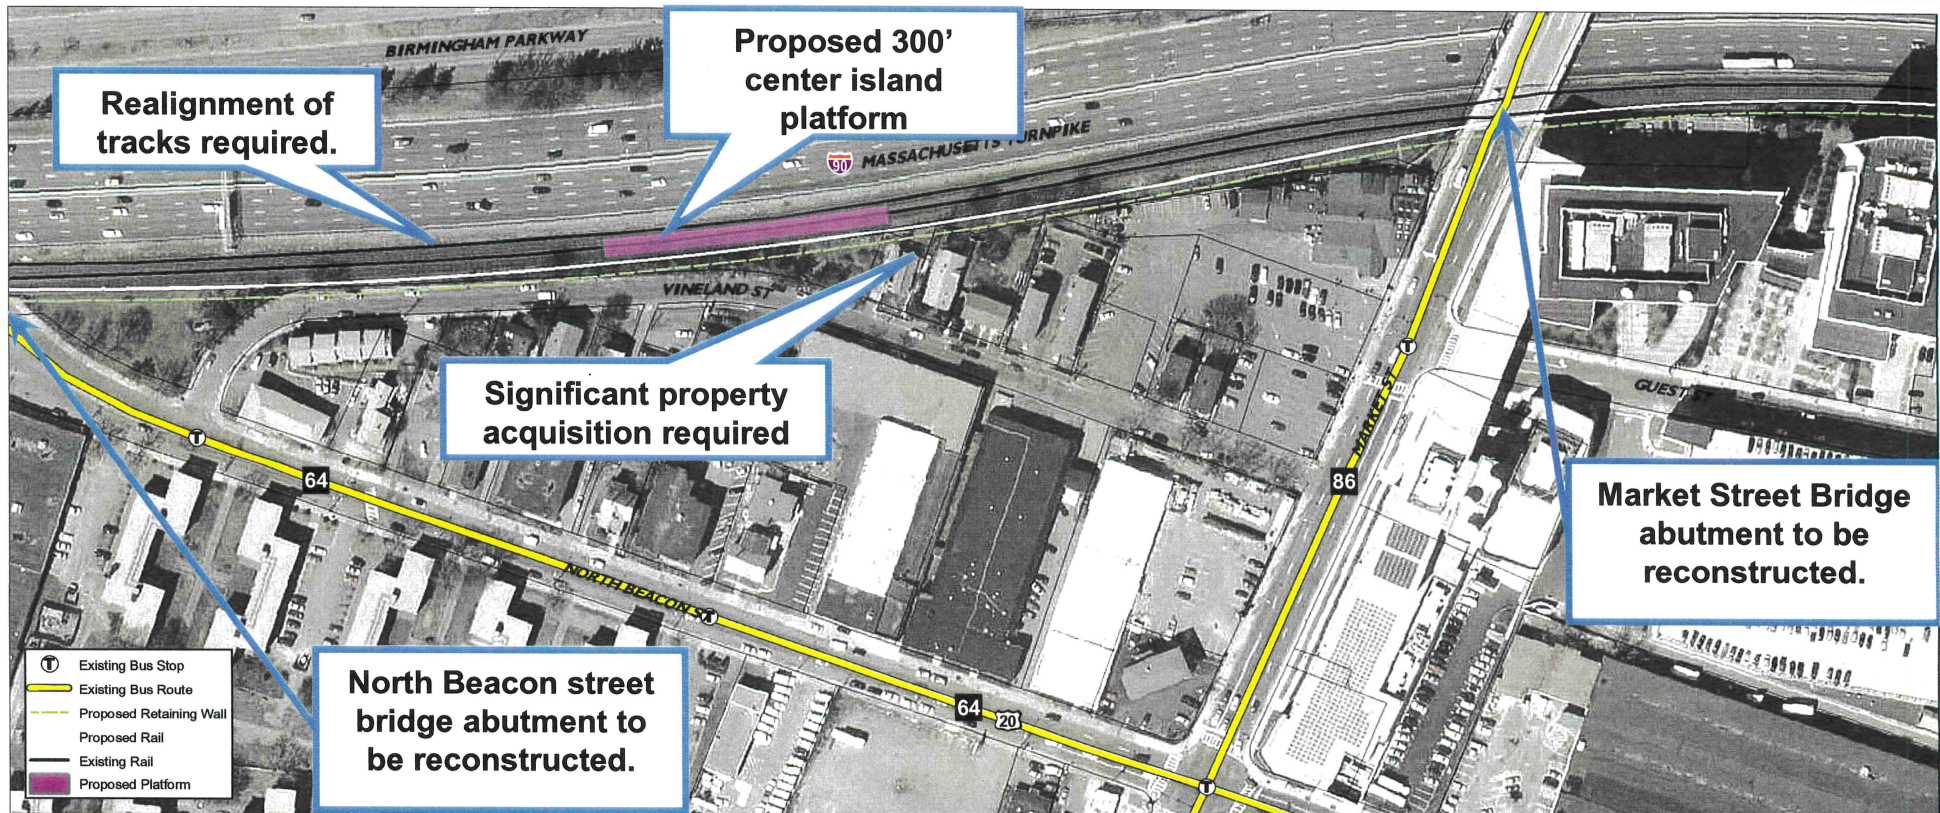 BIRMINGHAM PARKWAY
Realignment of
tracks required.
Proposed 300'
center island
platform
90
MASSACHUSETTS TURNPIKE
VINELAND ST
Significant property
acquisition required
GUEST ST
MARKET S
86
64
Market Street Bridge
abutment to be
reconstructed.
T
T
NORTH BEACON S
T
64
20
T
North Beacon street
bridge abutment to
be reconstructed.
T Existing Bus Stop
Existing Bus Route
Proposed Retaining Wall
Proposed Rail
Existing Rail
Proposed Platform